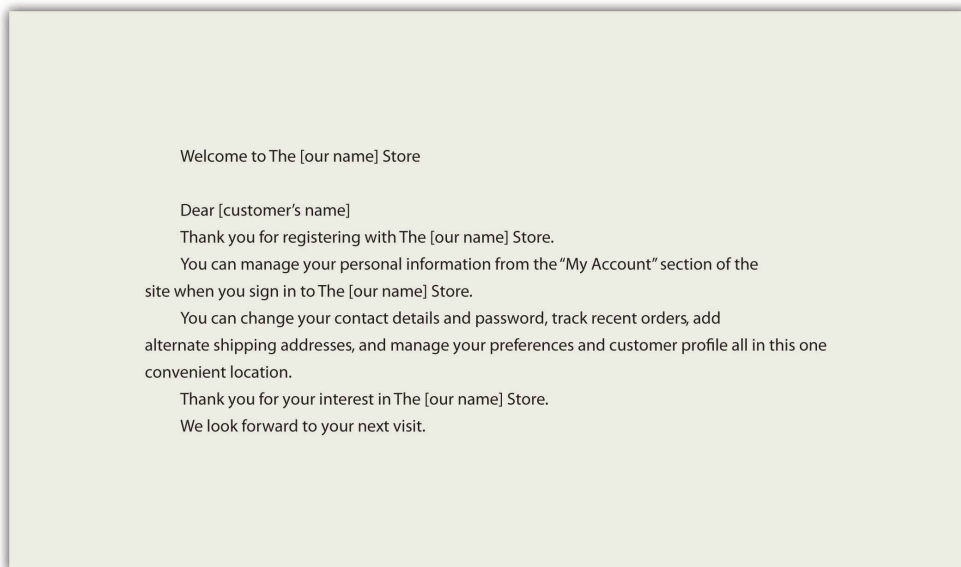 Welcome to The [our name] Store
Dear [customer’s name]
Thank you for registering with The [our name] Store.
You can manage your personal information from the “My Account” section of the
site when you sign in to The [our name] Store.
You can change your contact details and password, track recent orders, add
alternate shipping addresses, and manage your preferences and customer profile all in this one
convenient location.
Thank you for your interest in The [our name] Store.
We look forward to your next visit.